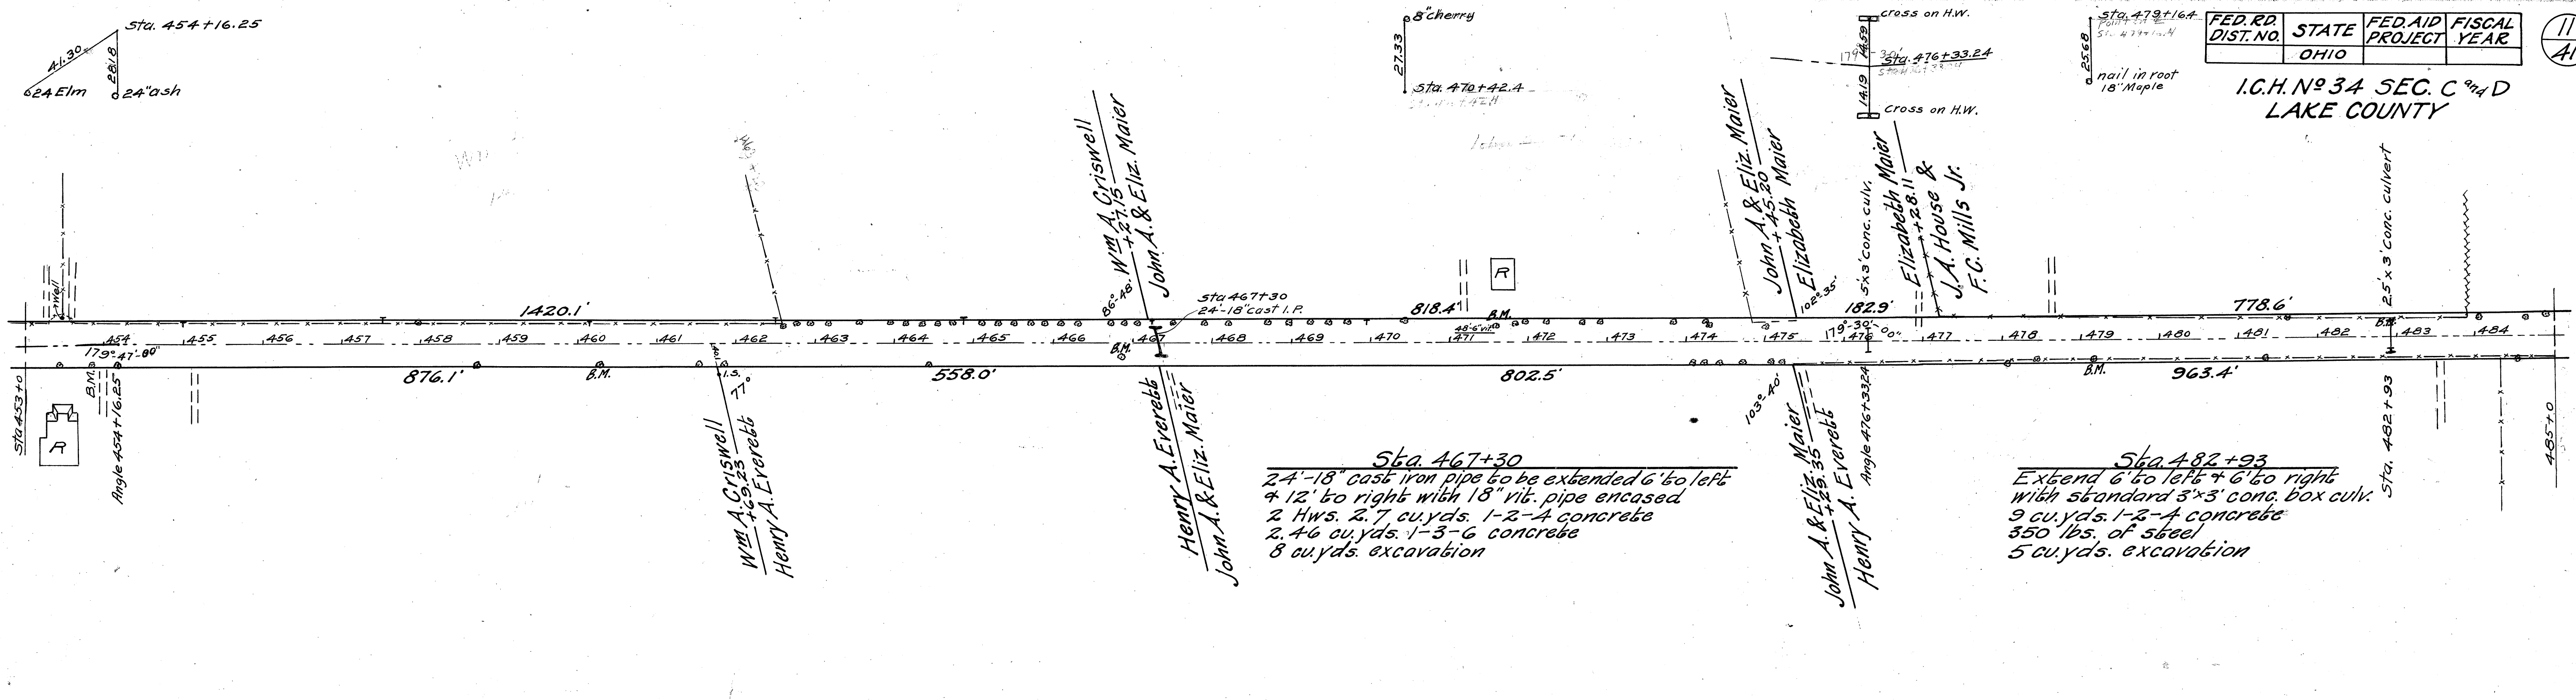 Sta. 454+16.25
41.30
28.18
24 Elm
24" ash
8" cherry
27.33
Sta. 470+42.4
cross on H.W.
14.59
Sta. 476+33.24
14.19
cross on H.W.
Sta. 479+16.4
25.68
nail in root
18" Maple
FED. RD. DIST. NO.
STATE
FED. AID PROJECT
FISCAL YEAR
OHIO
11
41
I.C.H. Nº 34 SEC. C and D
LAKE COUNTY
Wm A. Criswell
+27.15
John A. & Eliz. Maier
86°-48'
John A. & Eliz. Maier
+45.20
Elizabeth Maier
102°-35'
5'x3' conc. culv.
Elizabeth Maier
+28.11
J.A. House &
F.C. Mills Jr.
2.5' x 3' conc. culvert
Well
1420.1'
Sta 467+30
24'-18" cast I.P.
818.4'
R
B.M.
182.9'
778.6'
454 455 456 457 458 459 460 461 462 463 464 465 466 467 468 469 470 471 472 473 474 475 476 477 478 479 480 481 482 483 484
179°-47'-00"
B.M.
48'-6" vit.
179°-30'-00"
B.M.
876.1'
B.M.
I.S.
77°
558.0'
802.5'
103°-40'
B.M.
963.4'
Sta 453+0
R
B.M.
Angle 454+16.25
Wm A. Criswell
+69.23
Henry A. Everett
Henry A. Everett
John A. & Eliz. Maier
John A. & Eliz. Maier
+29.35
Henry A. Everett
Angle 476+33.24
Sta. 482+93
485+0
Sta. 467+30
24'-18" cast iron pipe to be extended 6' to left
& 12' to right with 18" vit. pipe encased
2 Hws. 2.7 cu.yds. 1-2-4 concrete
2.46 cu.yds. 1-3-6 concrete
8 cu.yds. excavation
Sta. 482+93
Extend 6' to left & 6' to right
with standard 3'x3' conc. box culv.
9 cu.yds. 1-2-4 concrete
350 lbs. of steel
5 cu.yds. excavation